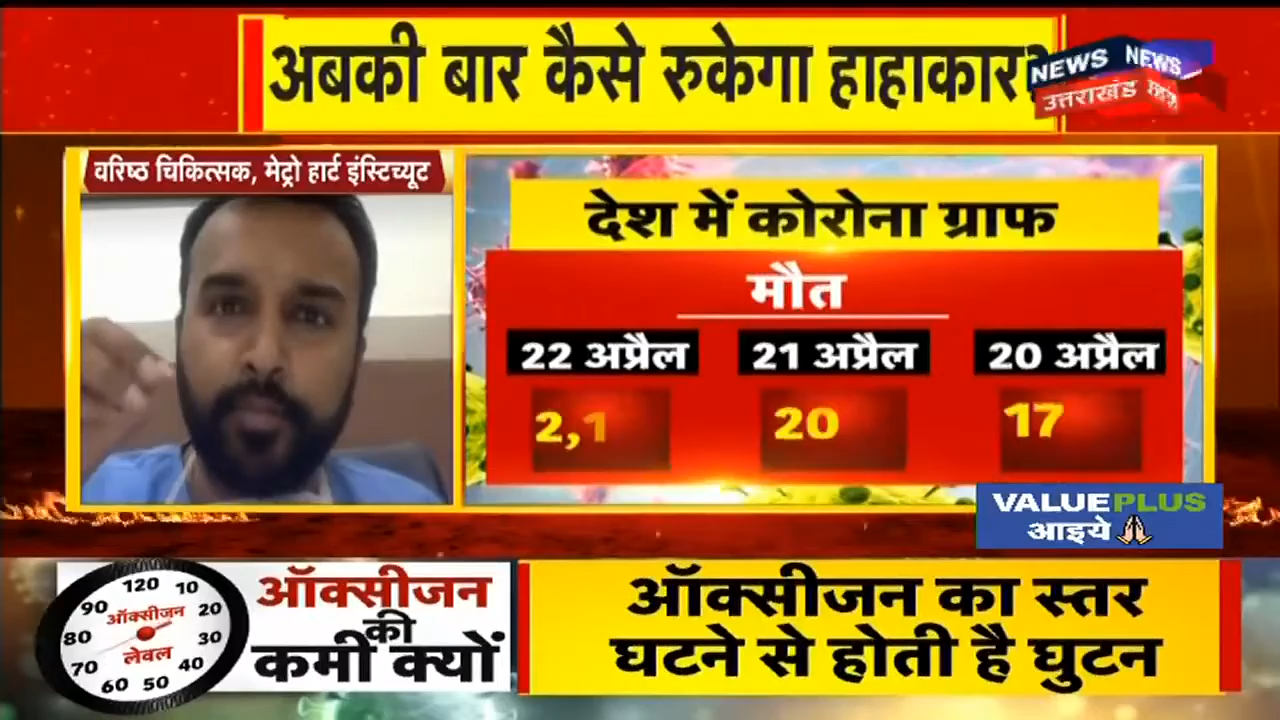 अबकी बार कैसे रुकेगा हाहाकार?
NEWS NEWS
उत्तराखंड
वरिष्ठ चिकित्सक, मेट्रो हार्ट इंस्टिच्यूट
देश में कोरोना ग्राफ
मौत
22 अप्रैल 21 अप्रैल 20 अप्रैल
2,1 20 17
VALUEPLUS
आइये
120 10 20 30 40 50 60 70 80 90
ऑक्सीजन
लेवल
ऑक्सीजन
की
कमी क्यों
ऑक्सीजन का स्तर
घटने से होती है घुटन